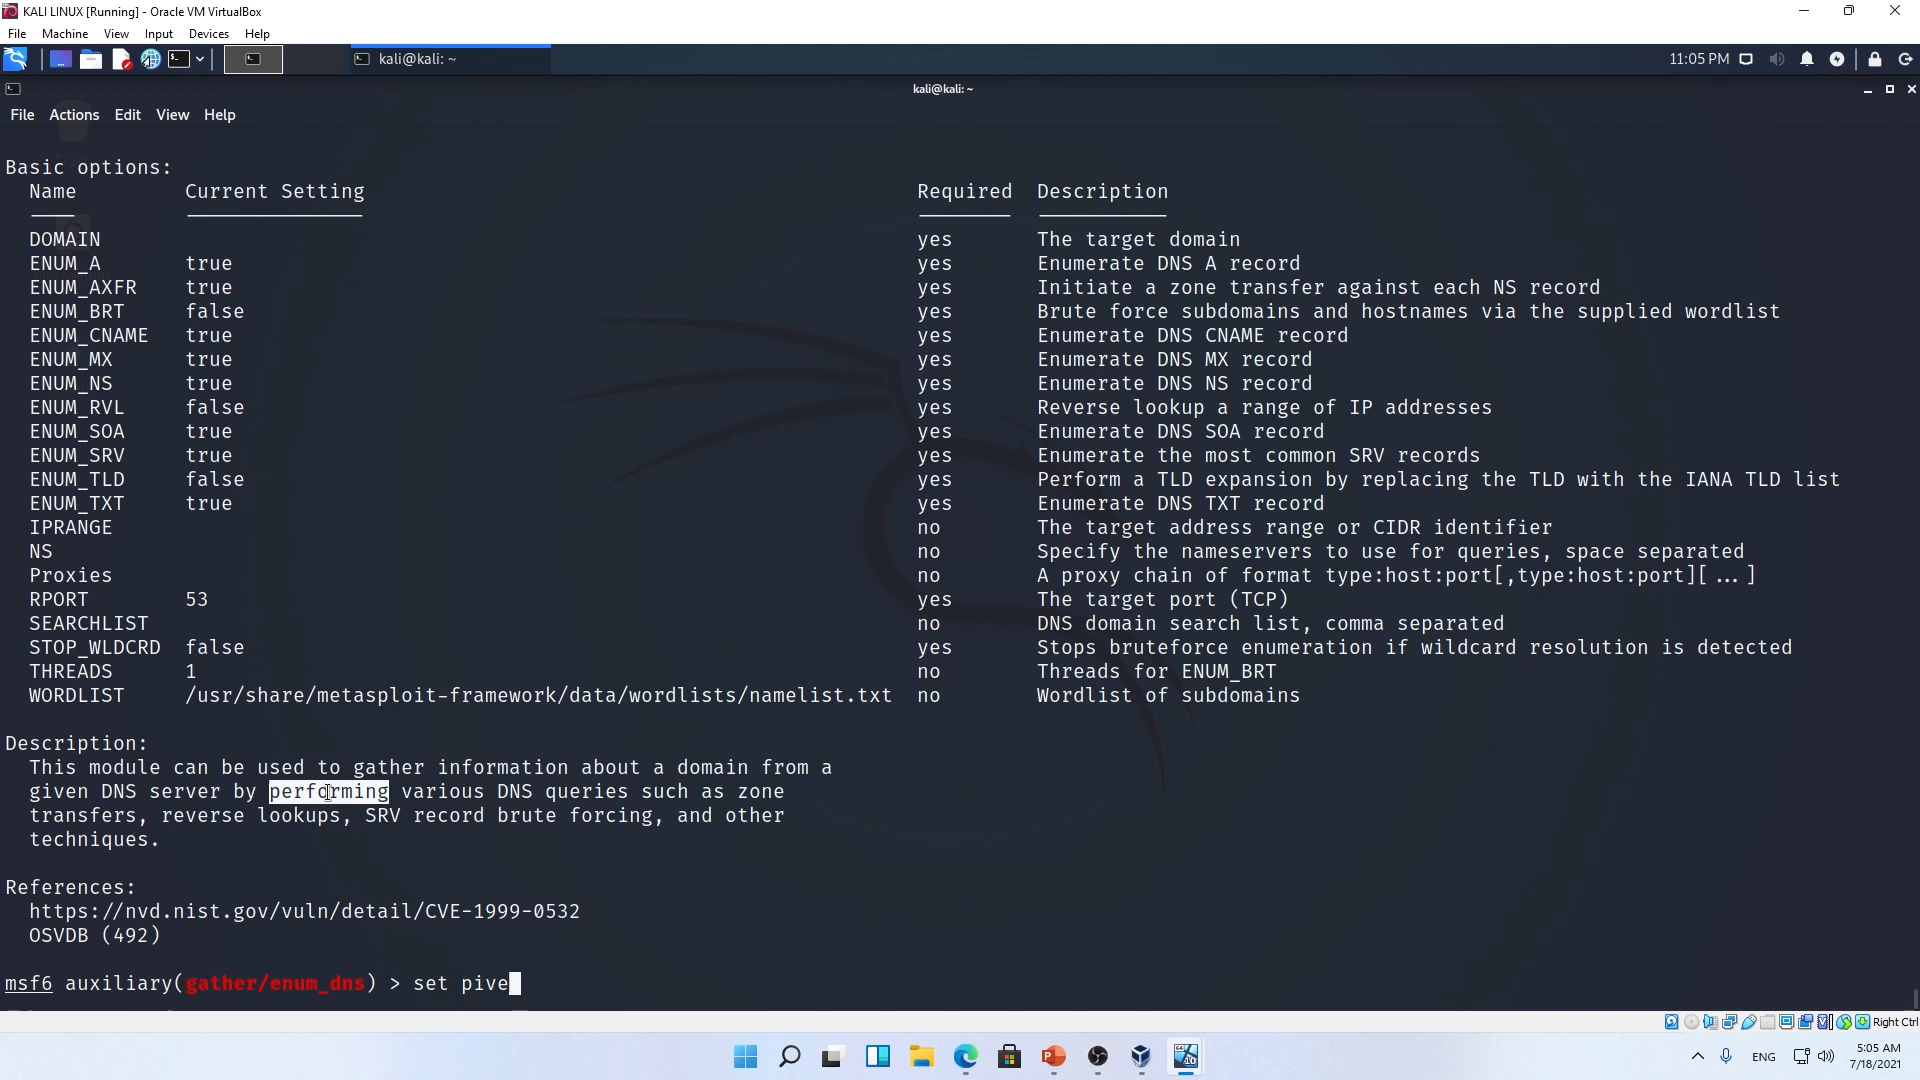 KALI LINUX [Running] - Oracle VM VirtualBox
File Machine View Input Devices Help
kali@kali: ~ 11:05 PM
kali@kali: ~
File Actions Edit View Help
Basic options:
Name Current Setting Required Description
DOMAIN yes The target domain
ENUM_A true yes Enumerate DNS A record
ENUM_AXFR true yes Initiate a zone transfer against each NS record
ENUM_BRT false yes Brute force subdomains and hostnames via the supplied wordlist
ENUM_CNAME true yes Enumerate DNS CNAME record
ENUM_MX true yes Enumerate DNS MX record
ENUM_NS true yes Enumerate DNS NS record
ENUM_RVL false yes Reverse lookup a range of IP addresses
ENUM_SOA true yes Enumerate DNS SOA record
ENUM_SRV true yes Enumerate the most common SRV records
ENUM_TLD false yes Perform a TLD expansion by replacing the TLD with the IANA TLD list
ENUM_TXT true yes Enumerate DNS TXT record
IPRANGE no The target address range or CIDR identifier
NS no Specify the nameservers to use for queries, space separated
Proxies no A proxy chain of format type:host:port[,type:host:port][...]
RPORT 53 yes The target port (TCP)
SEARCHLIST no DNS domain search list, comma separated
STOP_WLDCRD false yes Stops bruteforce enumeration if wildcard resolution is detected
THREADS 1 no Threads for ENUM_BRT
WORDLIST /usr/share/metasploit-framework/data/wordlists/namelist.txt no Wordlist of subdomains
Description:
This module can be used to gather information about a domain from a
given DNS server by performing various DNS queries such as zone
transfers, reverse lookups, SRV record brute forcing, and other
techniques.
References:
https://nvd.nist.gov/vuln/detail/CVE-1999-0532
OSVDB (492)
msf6 auxiliary(gather/enum_dns) > set pive
Right Ctrl
ENG 5:05 AM
7/18/2021